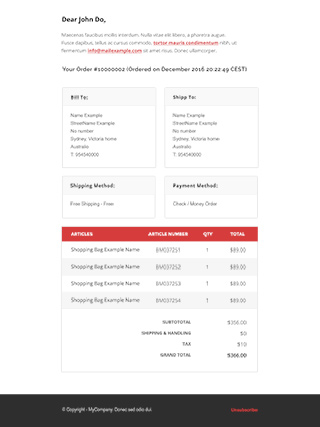 Dear John Do,
Maecenas faucibus mollis interdum. Nulla vitae elit libero, a pharetra augue.
Fusce dapibus, tellus ac cursus commodo, tortor mauris condimentum nibh, ut
fermentum info@mailexample.com sit amet risus. Donec ullamcorper.
Your Order #10000002 (Ordered on December 2016 20:22:49 CEST)
Bill To:
Name Example
StreetName Example
No number
Sydney, Victoria home
Australia
T: 954540000
Shipp To:
Name Example
StreetName Example
No number
Sydney, Victoria home
Australia
T: 954540000
Shipping Method:
Free Shipping - Free
Payment Method:
Check / Money Order
ARTICLES ARTICLE NUMBER QTY TOTAL
Shopping Bag Example Name BM037251 1 $89.00
Shopping Bag Example Name BM037252 1 $89.00
Shopping Bag Example Name BM037253 1 $89.00
Shopping Bag Example Name BM037254 1 $89.00
SUBTOTOTAL $356.00
SHIPPING & HANDLING $0
TAX $10
GRAND TOTAL $366.00
© Copyright - MyCompany. Donec sed odio dui. Unsubscribe